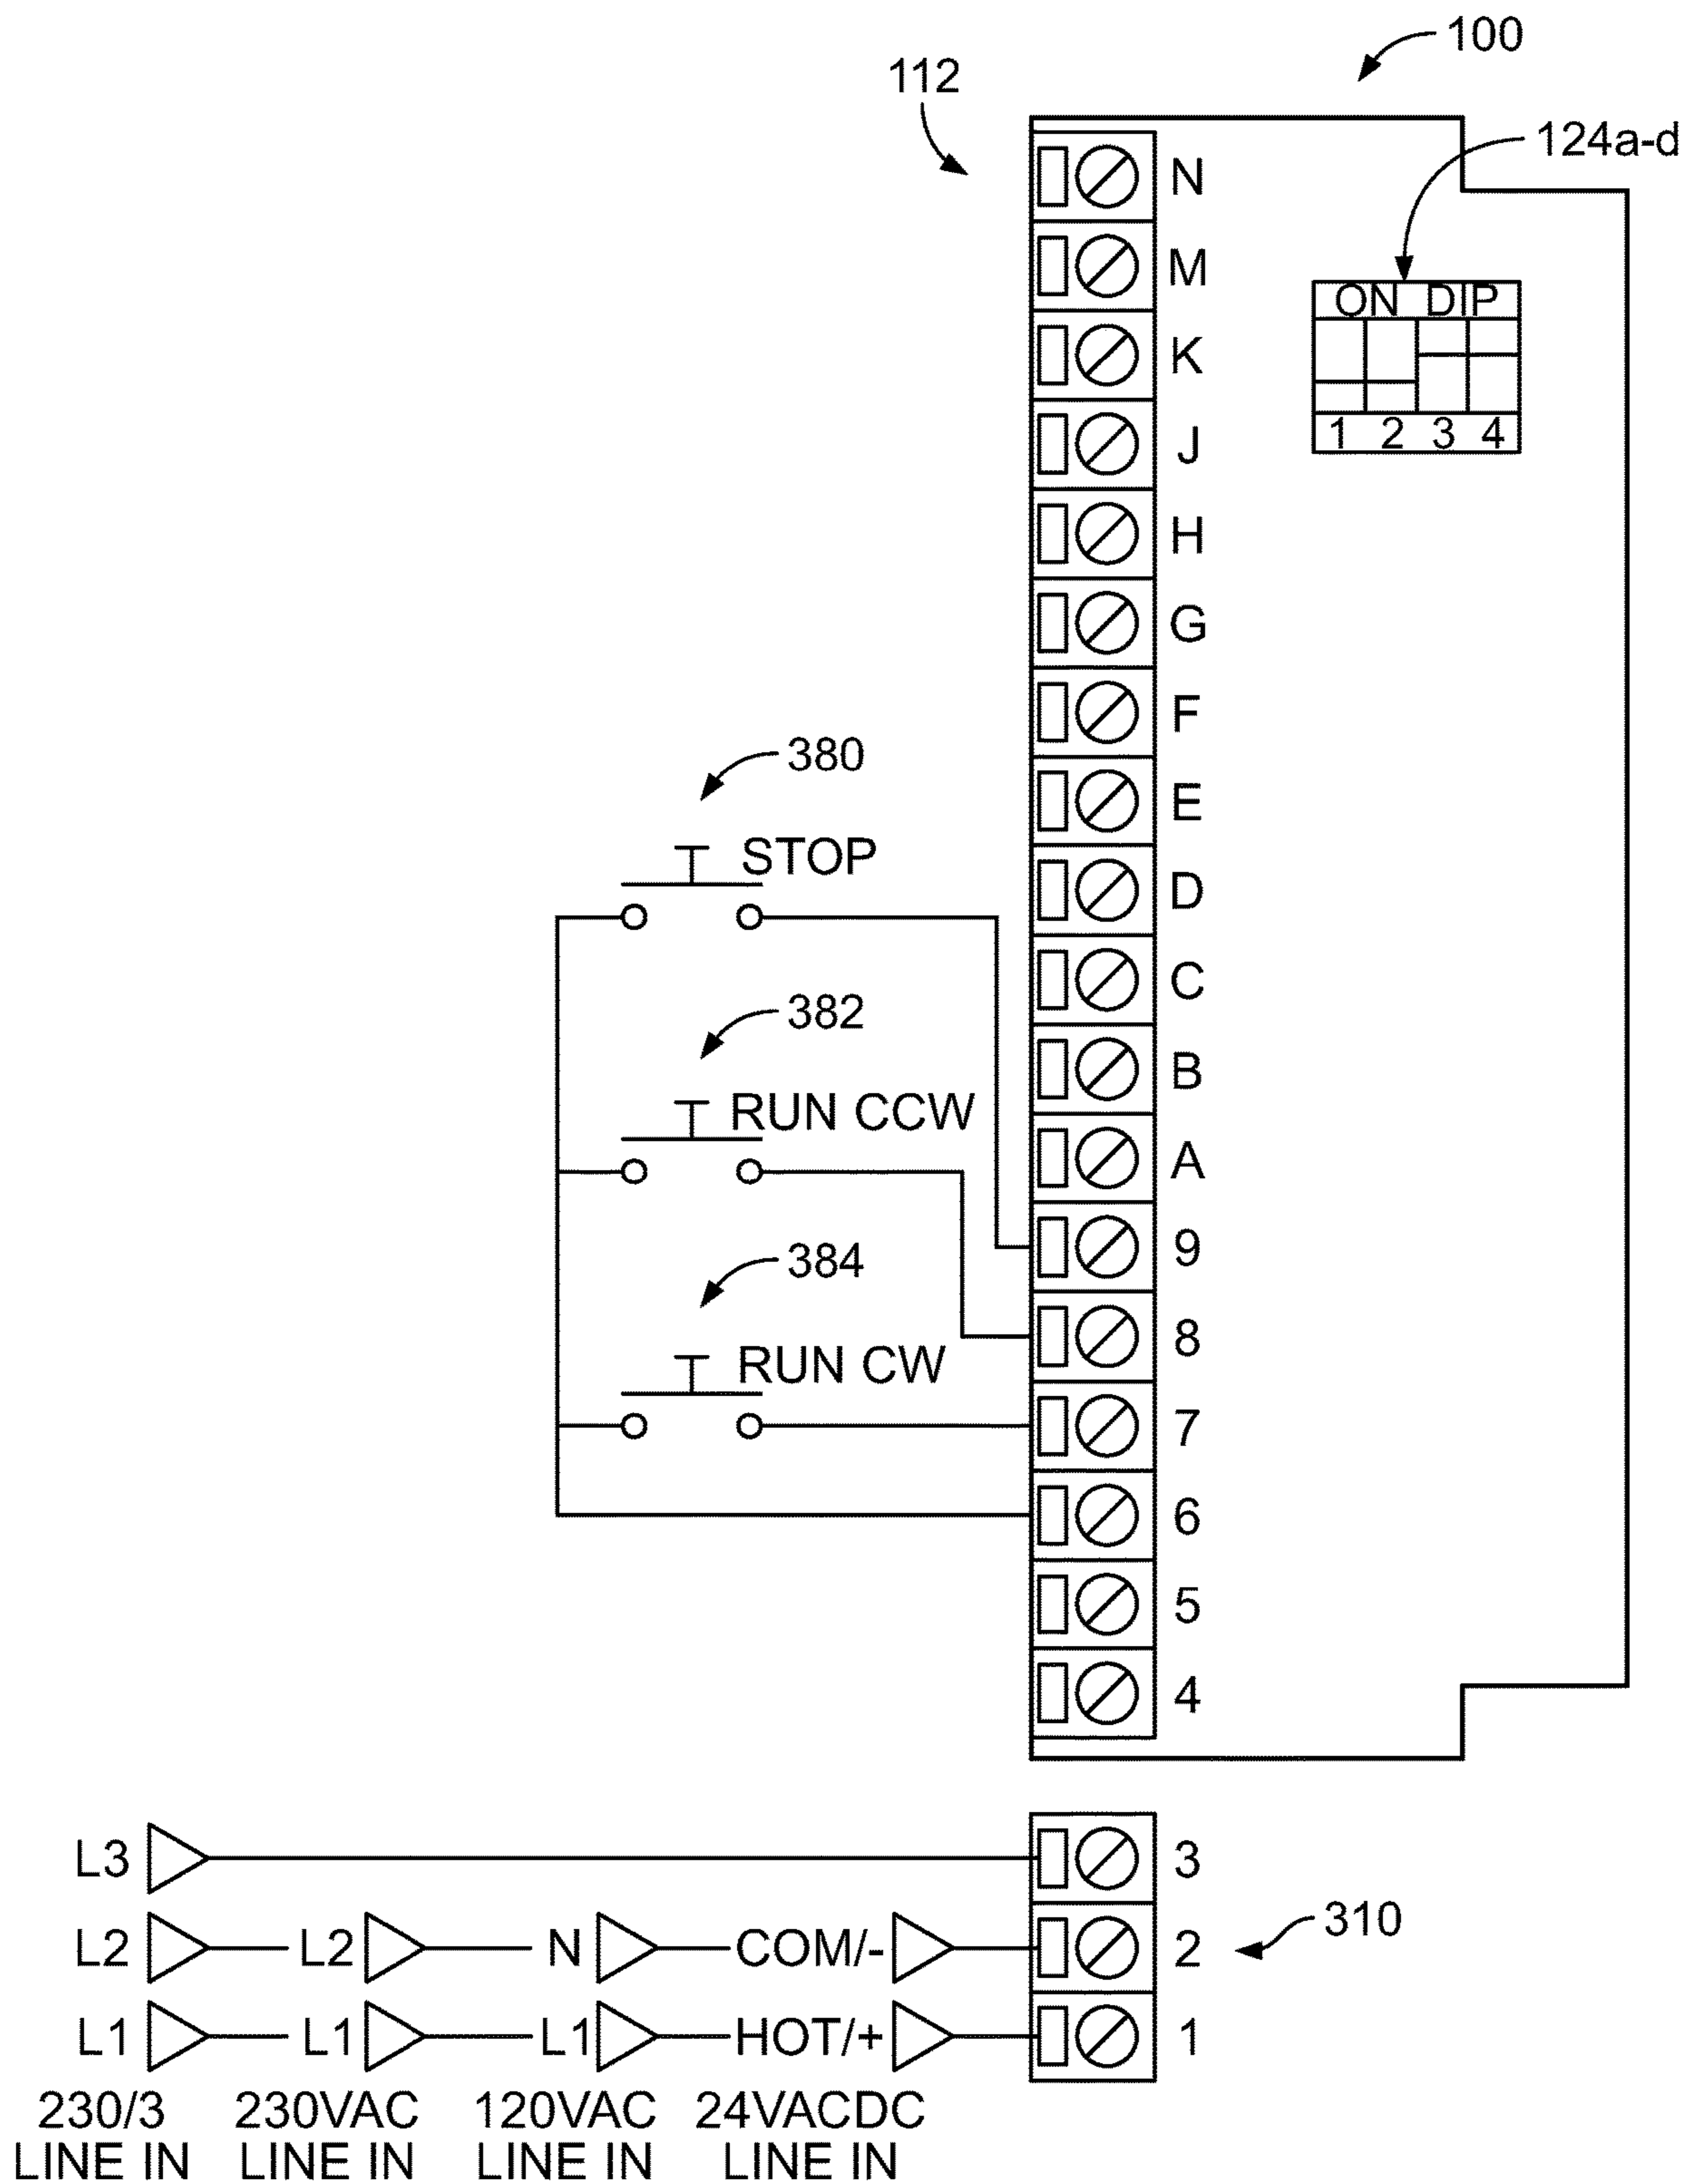 100
112
124a-d
N
M
ON DIP
K
1 2 3 4
J
H
G
F
380
E
STOP
D
C
382
B
RUN CCW
A
384
9
8
RUN CW
7
6
5
4
L3 3
310
L2 L2 N COM/- 2
L1 L1 L1 HOT/+ 1
230/3 230VAC 120VAC 24VACDC
LINE IN LINE IN LINE IN LINE IN